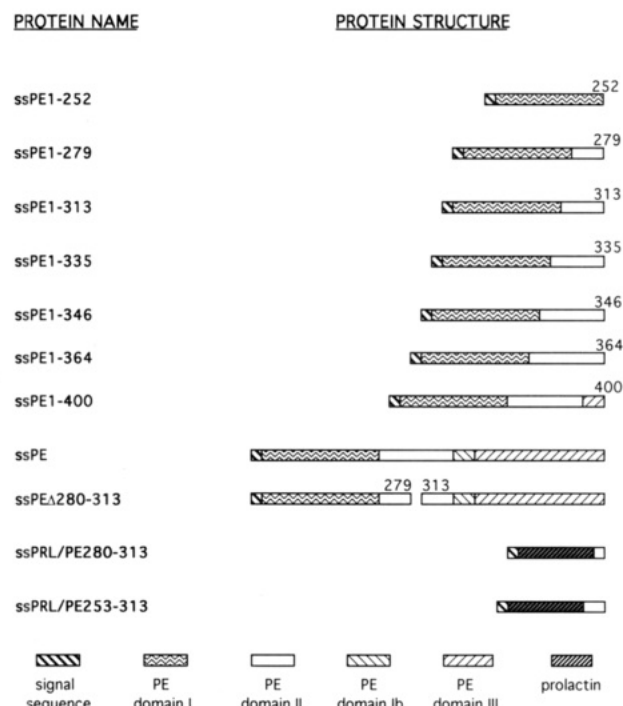 PROTEIN NAME PROTEIN STRUCTURE
ssPE1-252 252
ssPE1-279 279
ssPE1-313 313
ssPE1-335 335
ssPE1-346 346
ssPE1-364 364
ssPE1-400 400
ssPE
ssPEΔ280-313 279 313
ssPRL/PE280-313
ssPRL/PE253-313
signal PE PE PE PE prolactin
sequence domain I domain II domain Ib domain III